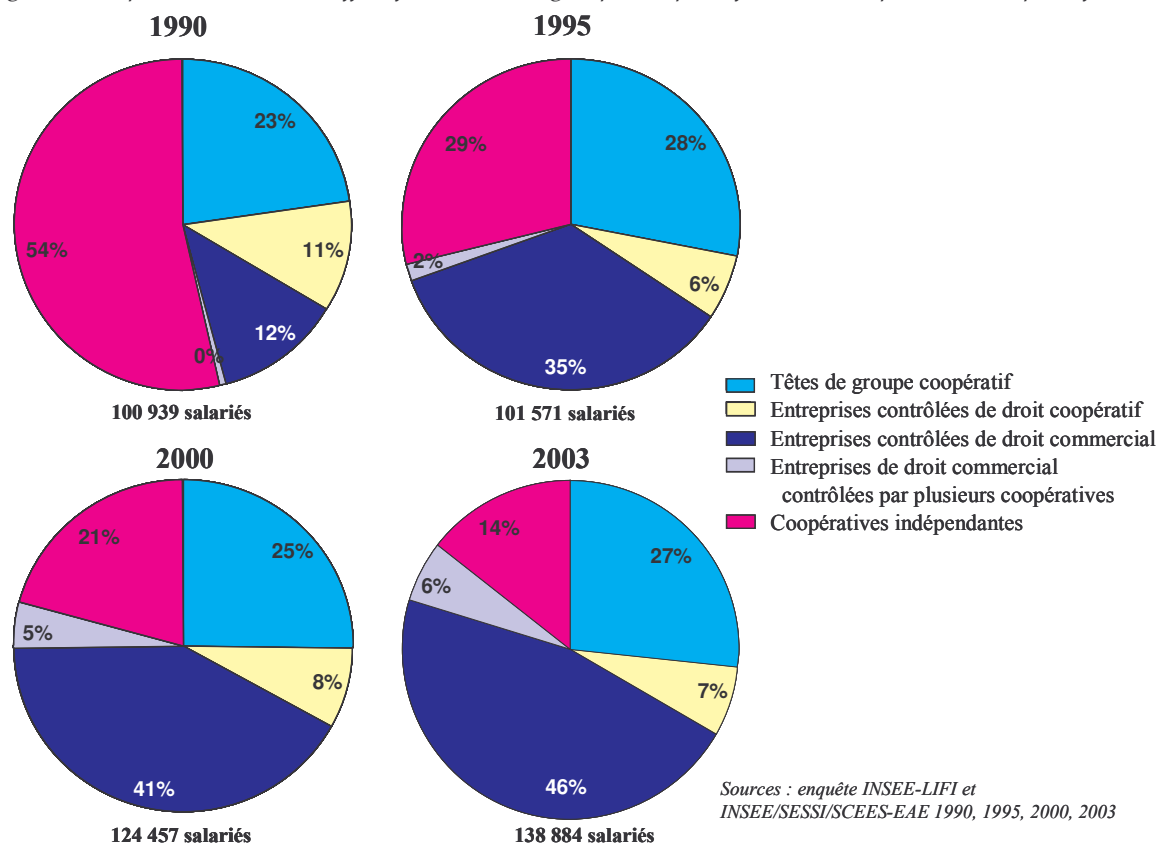 1990
23%
11%
12%
0%
54%
100 939 salariés
1995
28%
6%
35%
2%
29%
101 571 salariés
Têtes de groupe coopératif
Entreprises contrôlées de droit coopératif
Entreprises contrôlées de droit commercial
Entreprises de droit commercial
contrôlées par plusieurs coopératives
Coopératives indépendantes
2000
25%
8%
41%
5%
21%
124 457 salariés
2003
27%
7%
46%
6%
14%
138 884 salariés
Sources : enquête INSEE-LIFI et
INSEE/SESSI/SCEES-EAE 1990, 1995, 2000, 2003